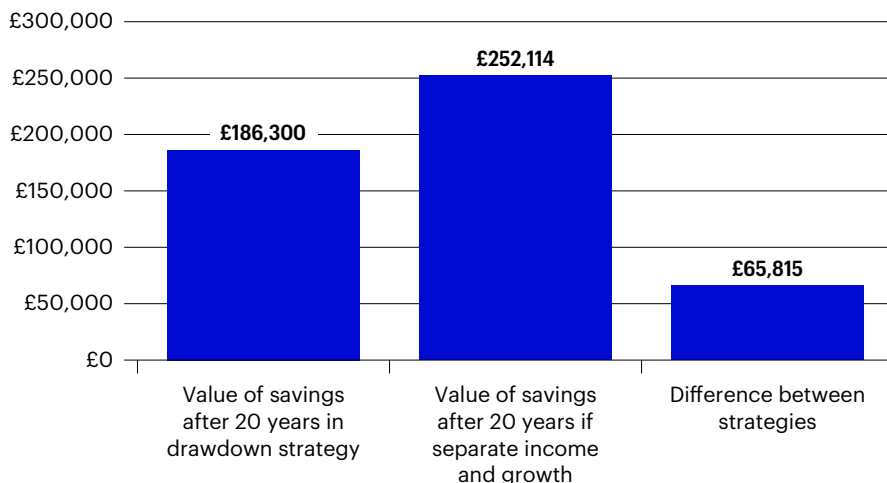 £300,000
£250,000
£200,000
£150,000
£100,000
£50,000
£0
£186,300
£252,114
£65,815
Value of savings
after 20 years in
drawdown strategy
Value of savings
after 20 years if
separate income
and growth
Difference between
strategies